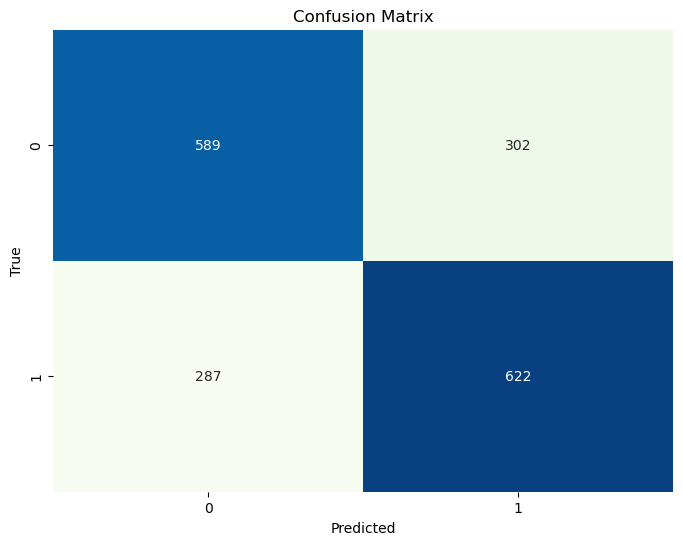 Confusion Matrix
0
589
302
True
1
287
622
0
1
Predicted